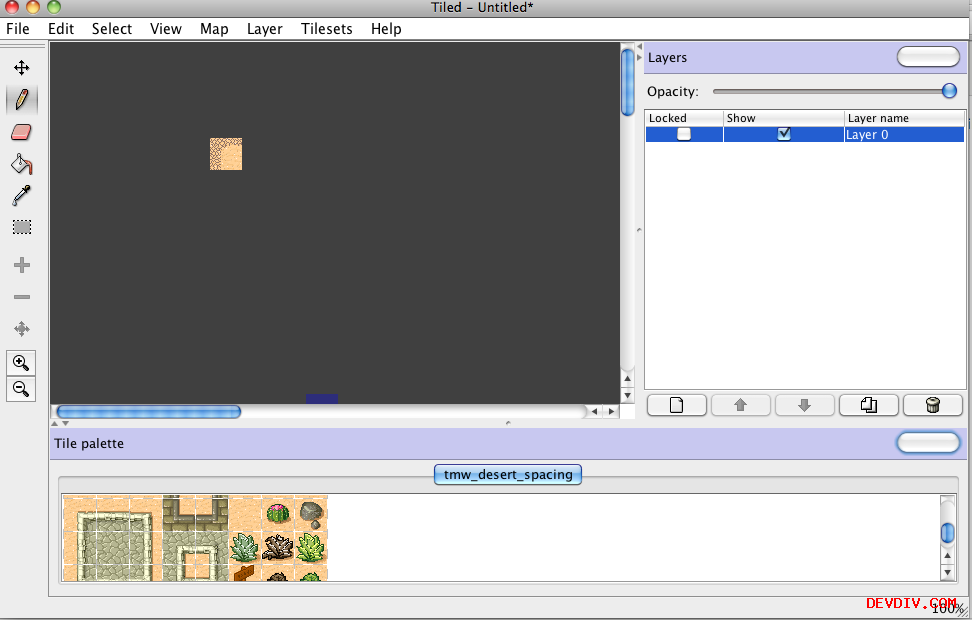 Tiled – Untitled*
File Edit Select View Map Layer Tilesets Help
Layers
Opacity:
Locked Show Layer name
Layer 0
Tile palette
tmw_desert_spacing
DEVDIV.COM
100%